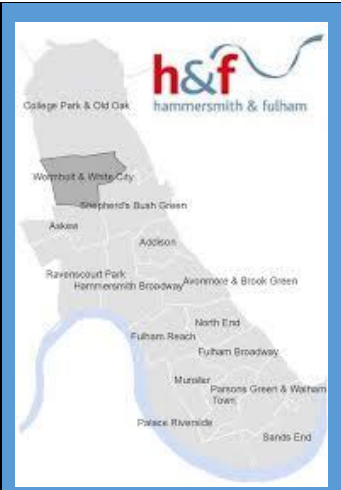 h&f
hammersmith & fulham
College Park & Old Oak
Wormholt & White City
Shepherd's Bush Green
Askew
Addison
Ravenscourt Park
Avonmore & Brook Green
Hammersmith Broadway
North End
Fulham Reach
Fulham Broadway
Munster
Parsons Green & Walham
Town
Palace Riverside
Sands End